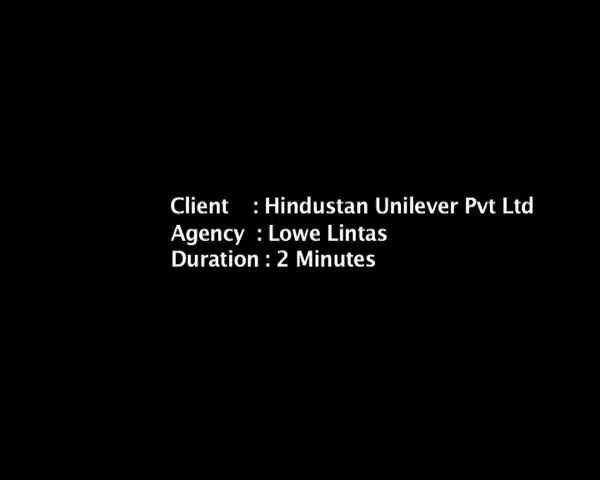 Client : Hindustan Unilever Pvt Ltd
Agency : Lowe Lintas
Duration : 2 Minutes